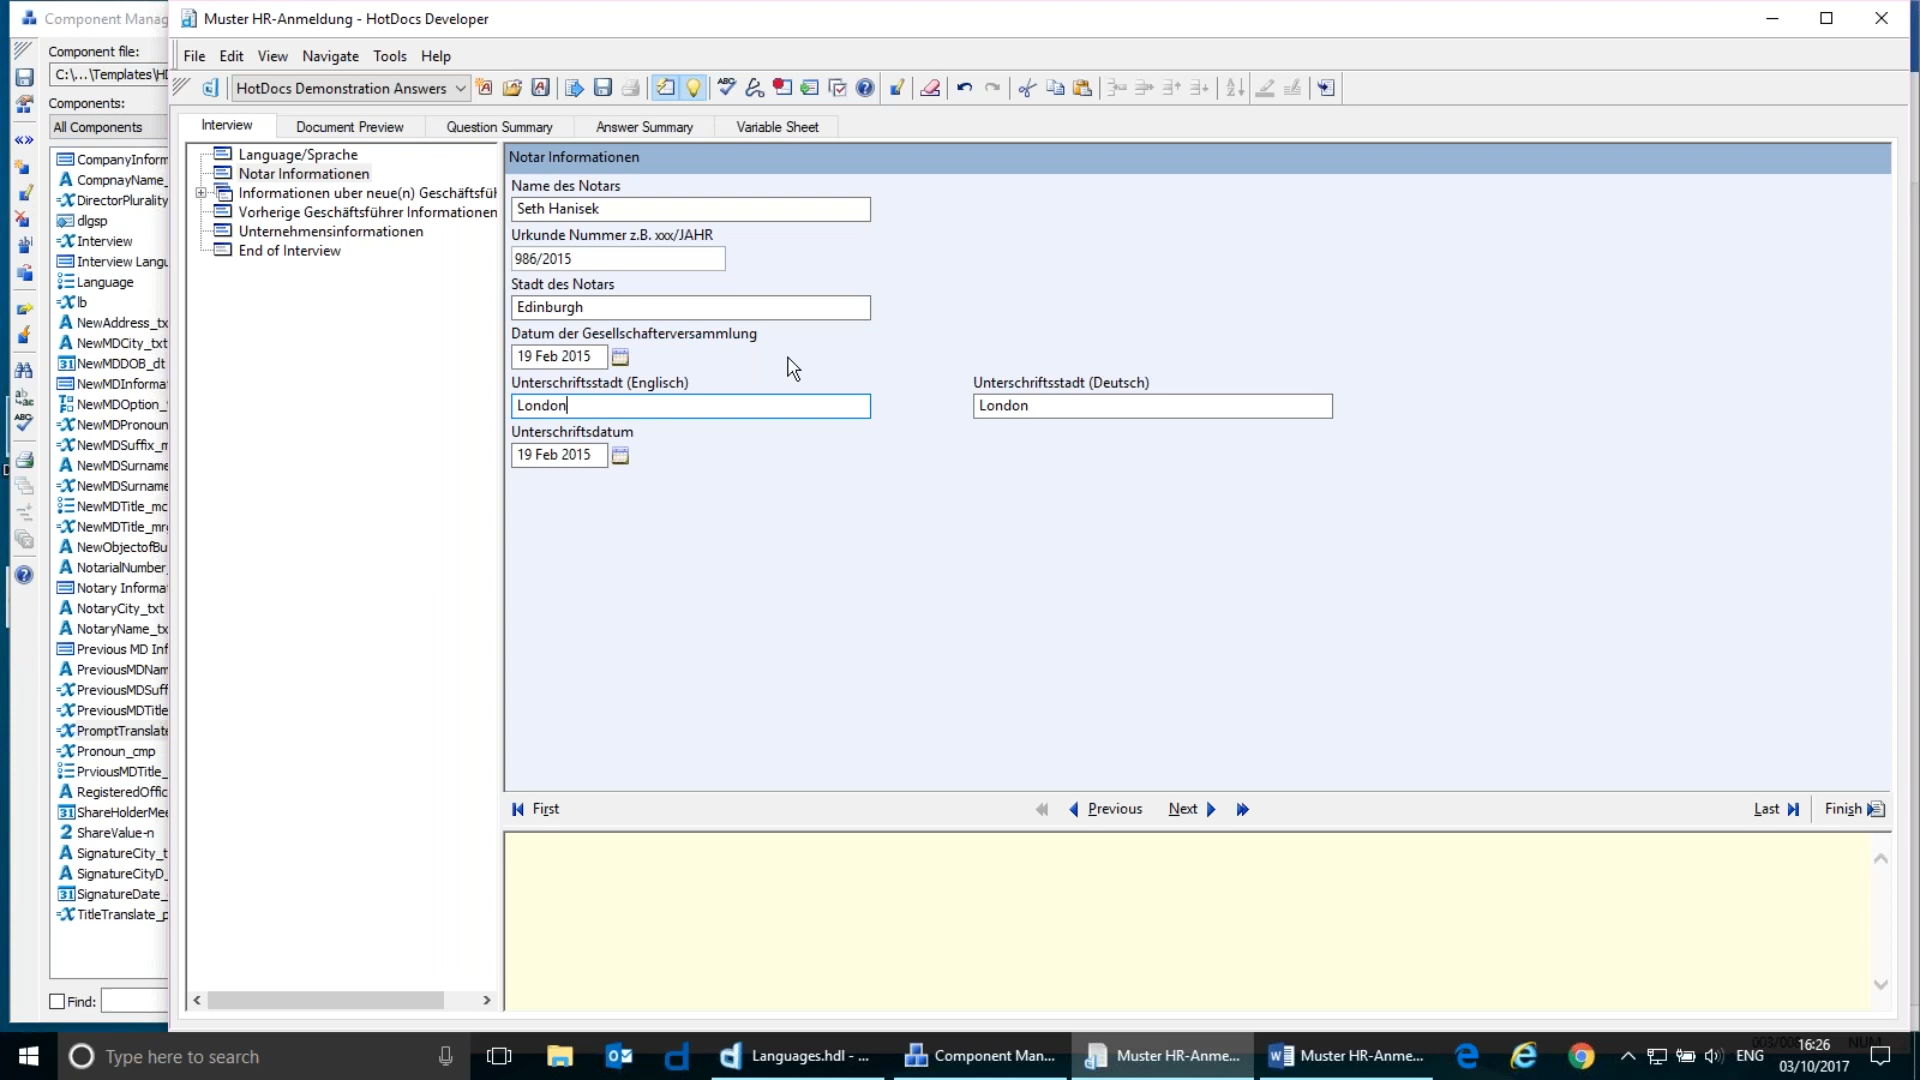 Component Manag
Muster HR-Anmeldung - HotDocs Developer
Component file:
C:\...\Templates\HD
Components:
All Components
File Edit View Navigate Tools Help
HotDocs Demonstration Answers
Interview Document Preview Question Summary Answer Summary Variable Sheet
CompanyInform
CompnayName_
DirectorPlurality
dlgsp
Interview
Interview Langu
Language
lb
NewAddress_tx
NewMDCity_txt
NewMDDOB_dt
NewMDInforma
NewMDOption_
NewMDPronoun
NewMDSuffix_m
NewMDSurname
NewMDSurname
NewMDTitle_mc
NewMDTitle_mr
NewObjectofBu
NotarialNumber_
Notary Informa
NotaryCity_txt
NotaryName_tx
Previous MD Inf
PreviousMDNam
PreviousMDSuff
PreviousMDTitle
PromptTranslate
Pronoun_cmp
PrviousMDTitle_
RegisteredOffic
ShareHolderMee
ShareValue-n
SignatureCity_t
SignatureCityD_
SignatureDate_
TitleTranslate_p
Find:
Language/Sprache
Notar Informationen
Informationen uber neue(n) Geschäftsfüh
Vorherige Geschäftsführer Informationen
Unternehmensinformationen
End of Interview
Notar Informationen
Name des Notars
Seth Hanisek
Urkunde Nummer z.B. xxx/JAHR
986/2015
Stadt des Notars
Edinburgh
Datum der Gesellschafterversammlung
19 Feb 2015
Unterschriftsstadt (Englisch) Unterschriftsstadt (Deutsch)
London London
Unterschriftsdatum
19 Feb 2015
First Previous Next Last Finish
Type here to search
Languages.hdl - ...
Component Man...
Muster HR-Anme...
Muster HR-Anme...
ENG
16:26
03/10/2017